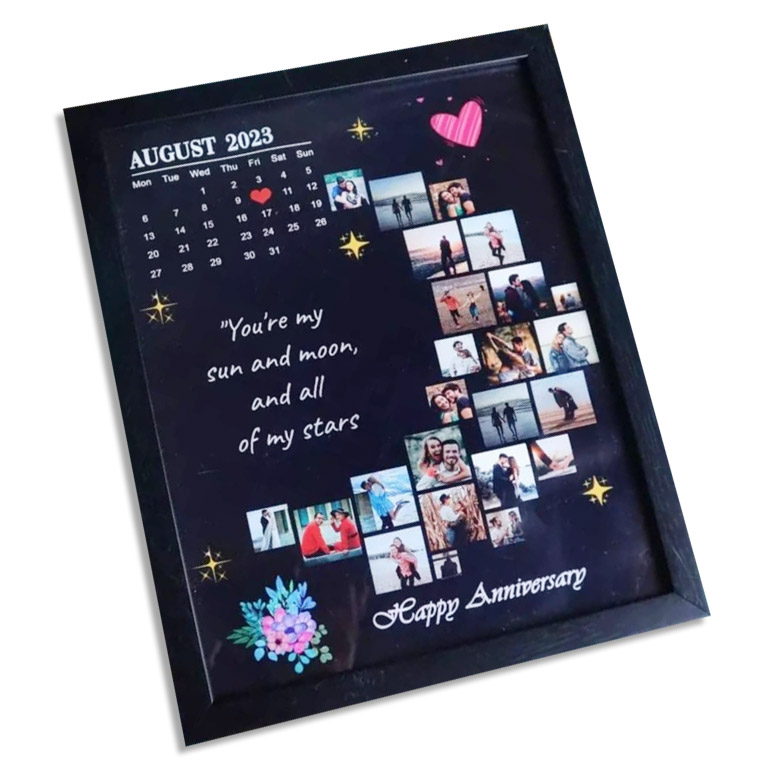 AUGUST 2023
Mon Tue Wed Thu Fri Sat Sun
1 2 3 4 5
6 7 8 9 11 12
13 14 15 16 17 18 19
20 21 22 23 24 25 26
27 28 29 30 31
"You're my
sun and moon,
and all
of my stars
Happy Anniversary